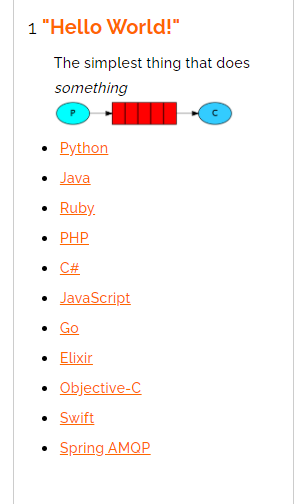 1 "Hello World!"
The simplest thing that does
something
P C
Python
Java
Ruby
PHP
C#
JavaScript
Go
Elixir
Objective-C
Swift
Spring AMQP